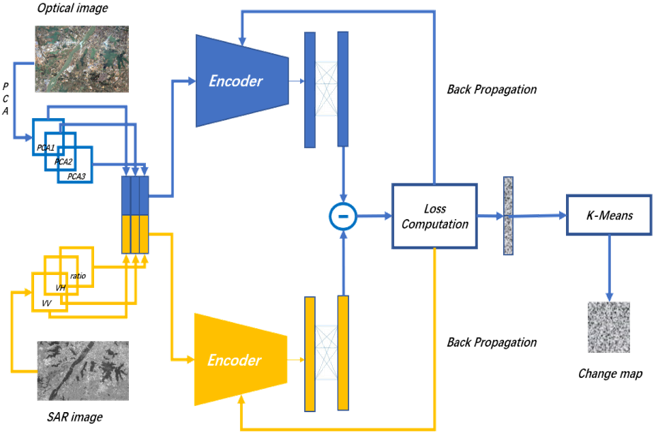 Optical image
P
C
A
PCA1
PCA2
PCA3
Encoder
Back Propagation
Loss
Computation
K-Means
ratio
VH
VV
Encoder
Back Propagation
Change map
SAR image